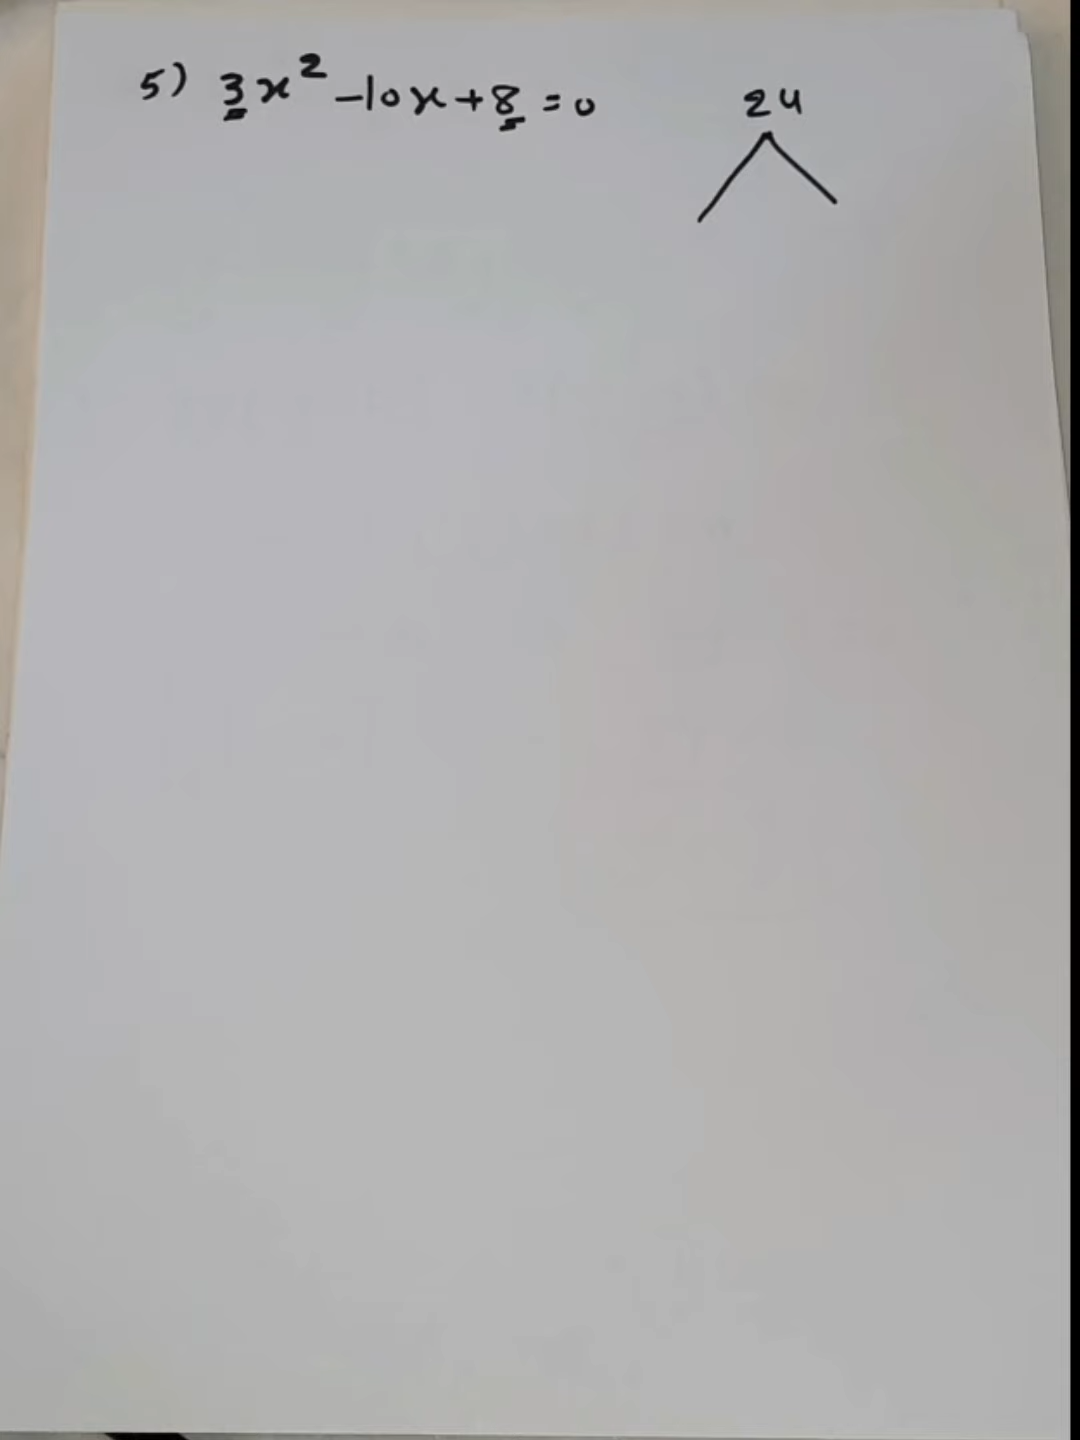 5) 3x² -10x + 8 = 0
24